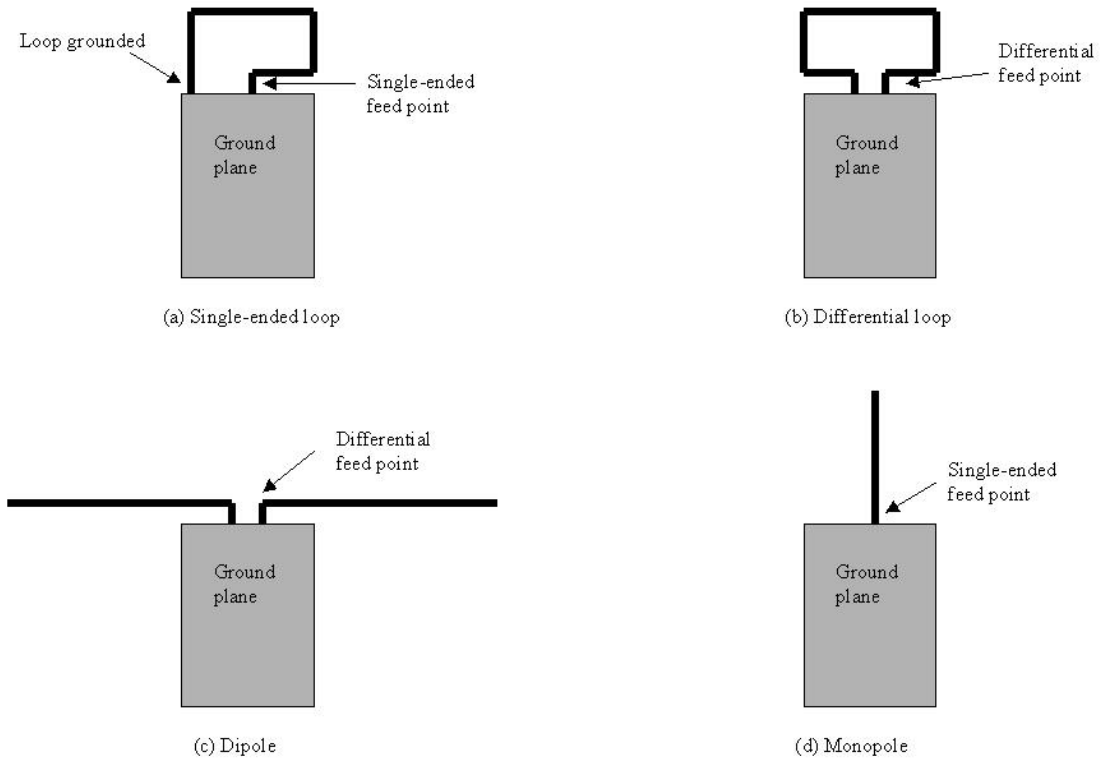 Loop grounded
Single-ended
feed point
Ground
plane
(a) Single-ended loop
Differential
feed point
Ground
plane
(b) Differential loop
Differential
feed point
Ground
plane
(c) Dipole
Single-ended
feed point
Ground
plane
(d) Monopole